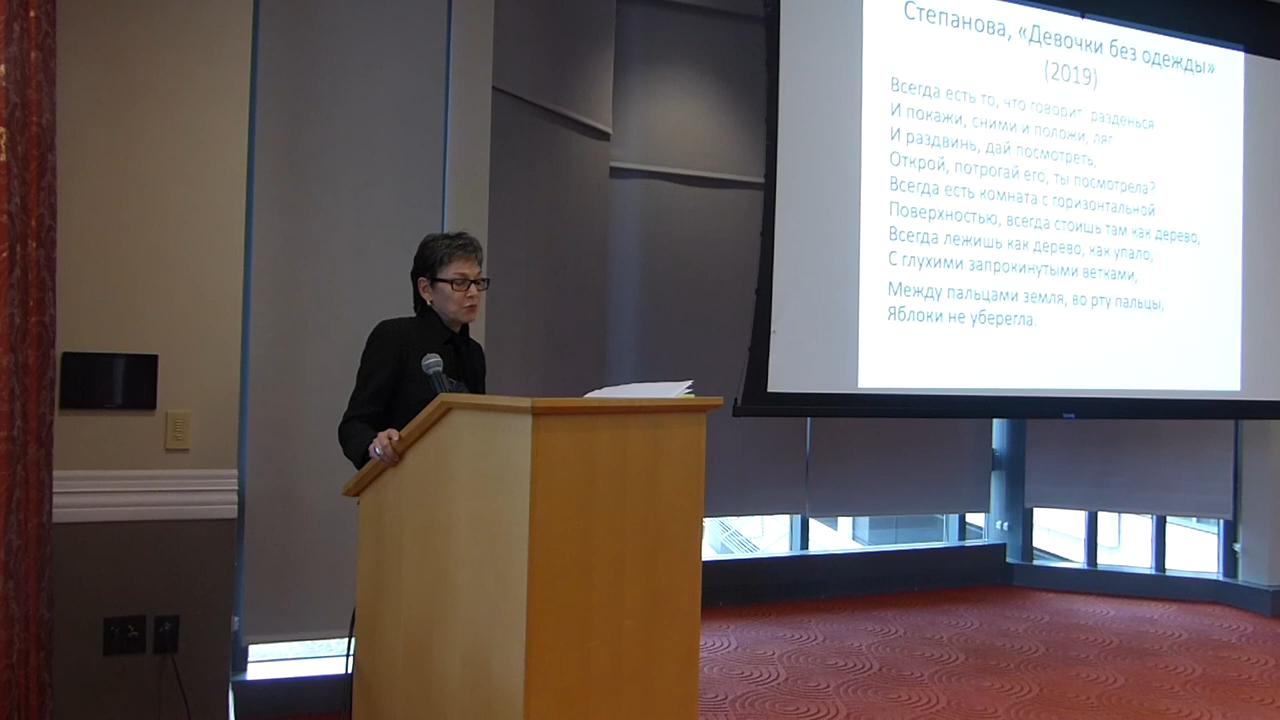 Степанова, «Девочки без одежды»
(2019)
Всегда есть то, что говорит разденься
И покажи, сними и положи, ляг
И раздвинь, дай посмотреть,
Открой, потрогай его, ты посмотрела?
Всегда есть комната с горизонтальной
Поверхностью, всегда стоишь там как дерево,
Всегда лежишь как дерево, как упало,
С глухими запрокинутыми ветками,
Между пальцами земля, во рту пальцы,
Яблоки не уберегла.